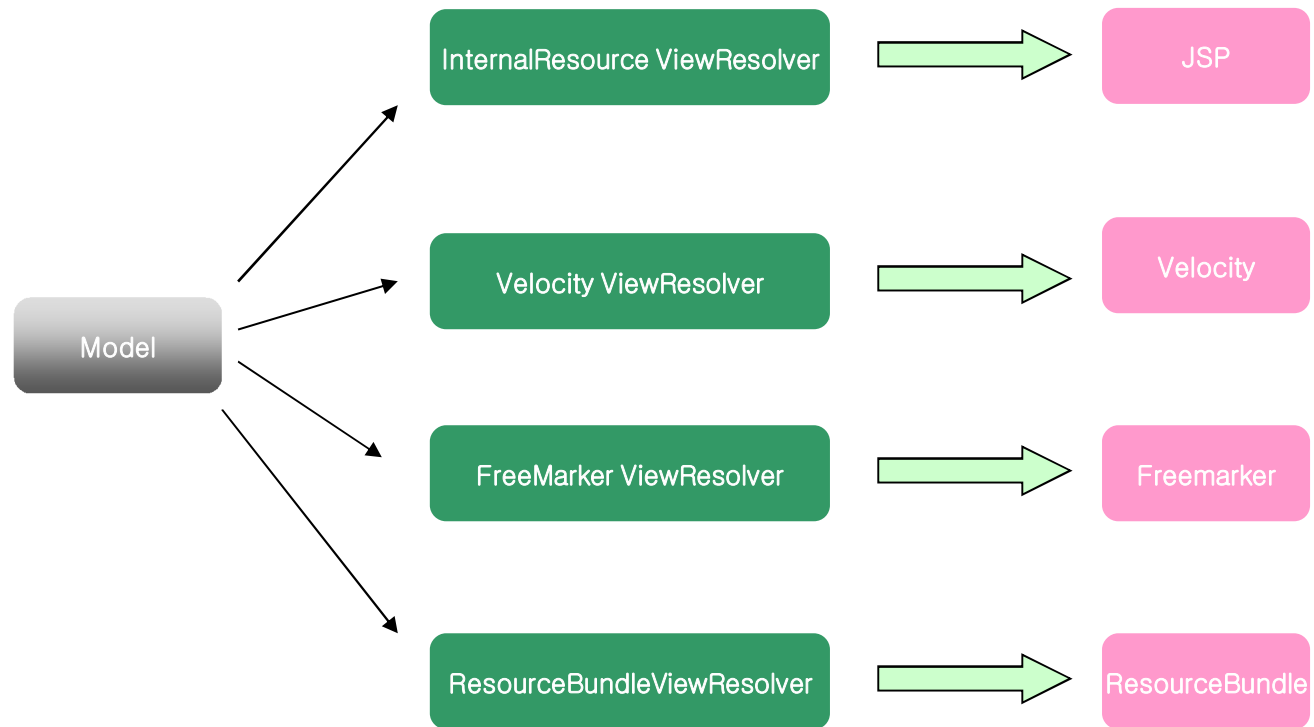 InternalResource ViewResolver
JSP
Velocity ViewResolver
Velocity
Model
FreeMarker ViewResolver
Freemarker
ResourceBundleViewResolver
ResourceBundle